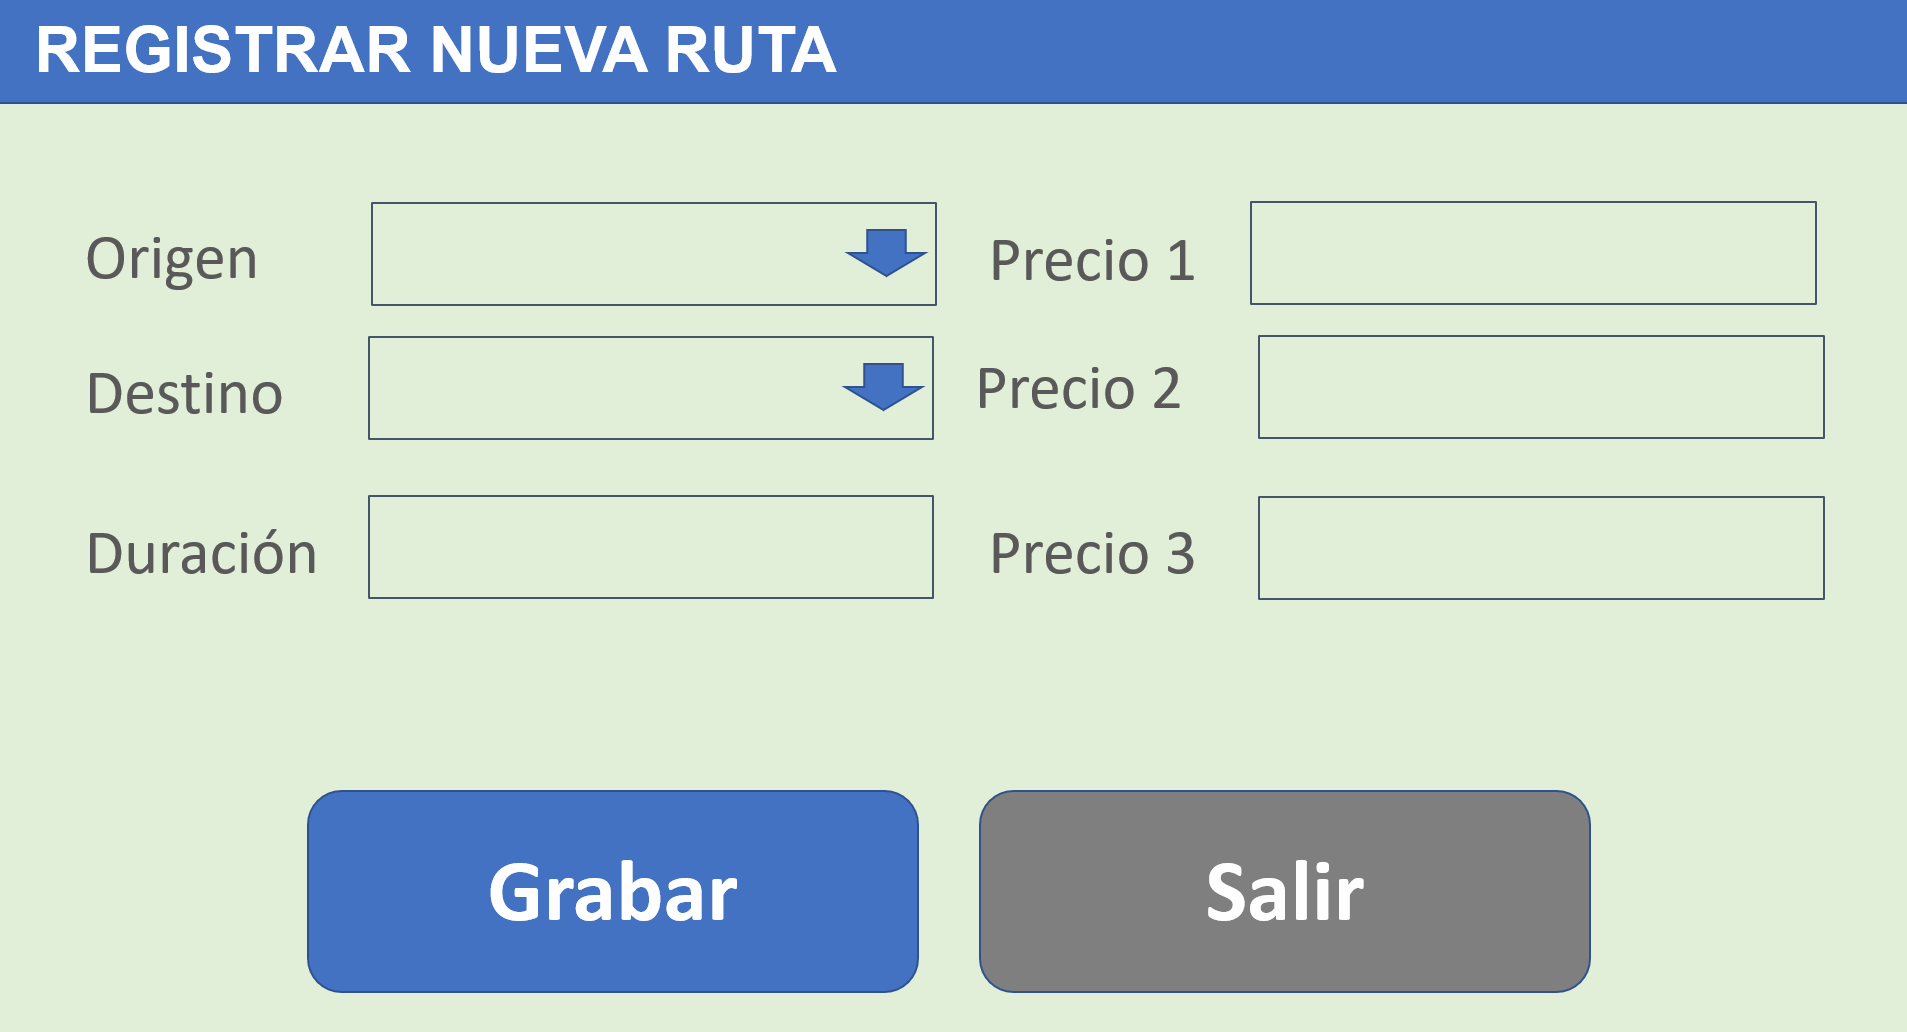 REGISTRAR NUEVA RUTA
Origen
Precio 1
Destino
Precio 2
Duración
Precio 3
Grabar
Salir